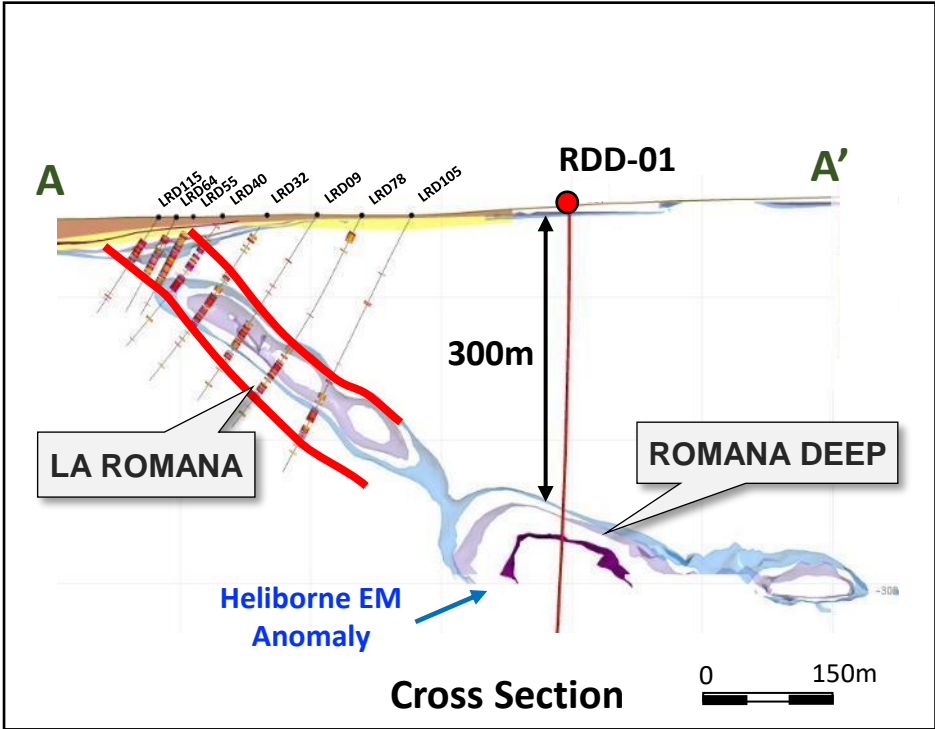 A
LRD115
LRD64
LRD55
LRD40
LRD32
LRD09
LRD78
LRD105
RDD-01
A’
300m
LA ROMANA
ROMANA DEEP
Heliborne EM
Anomaly
Cross Section
0
150m